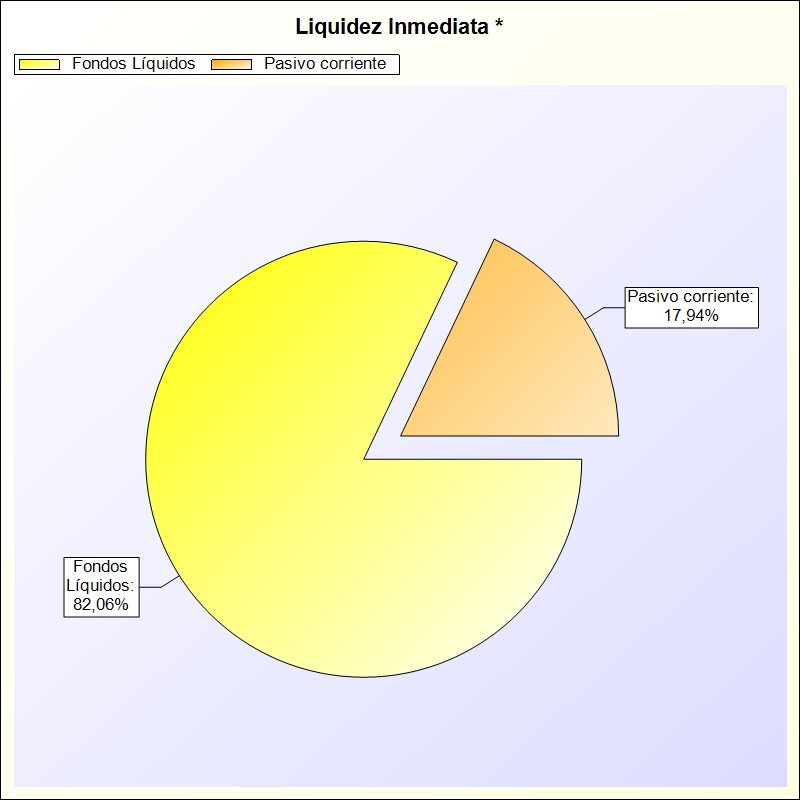 Liquidez Inmediata *
Fondos Líquidos Pasivo corriente
Pasivo corriente:
17,94%
Fondos
Líquidos:
82,06%